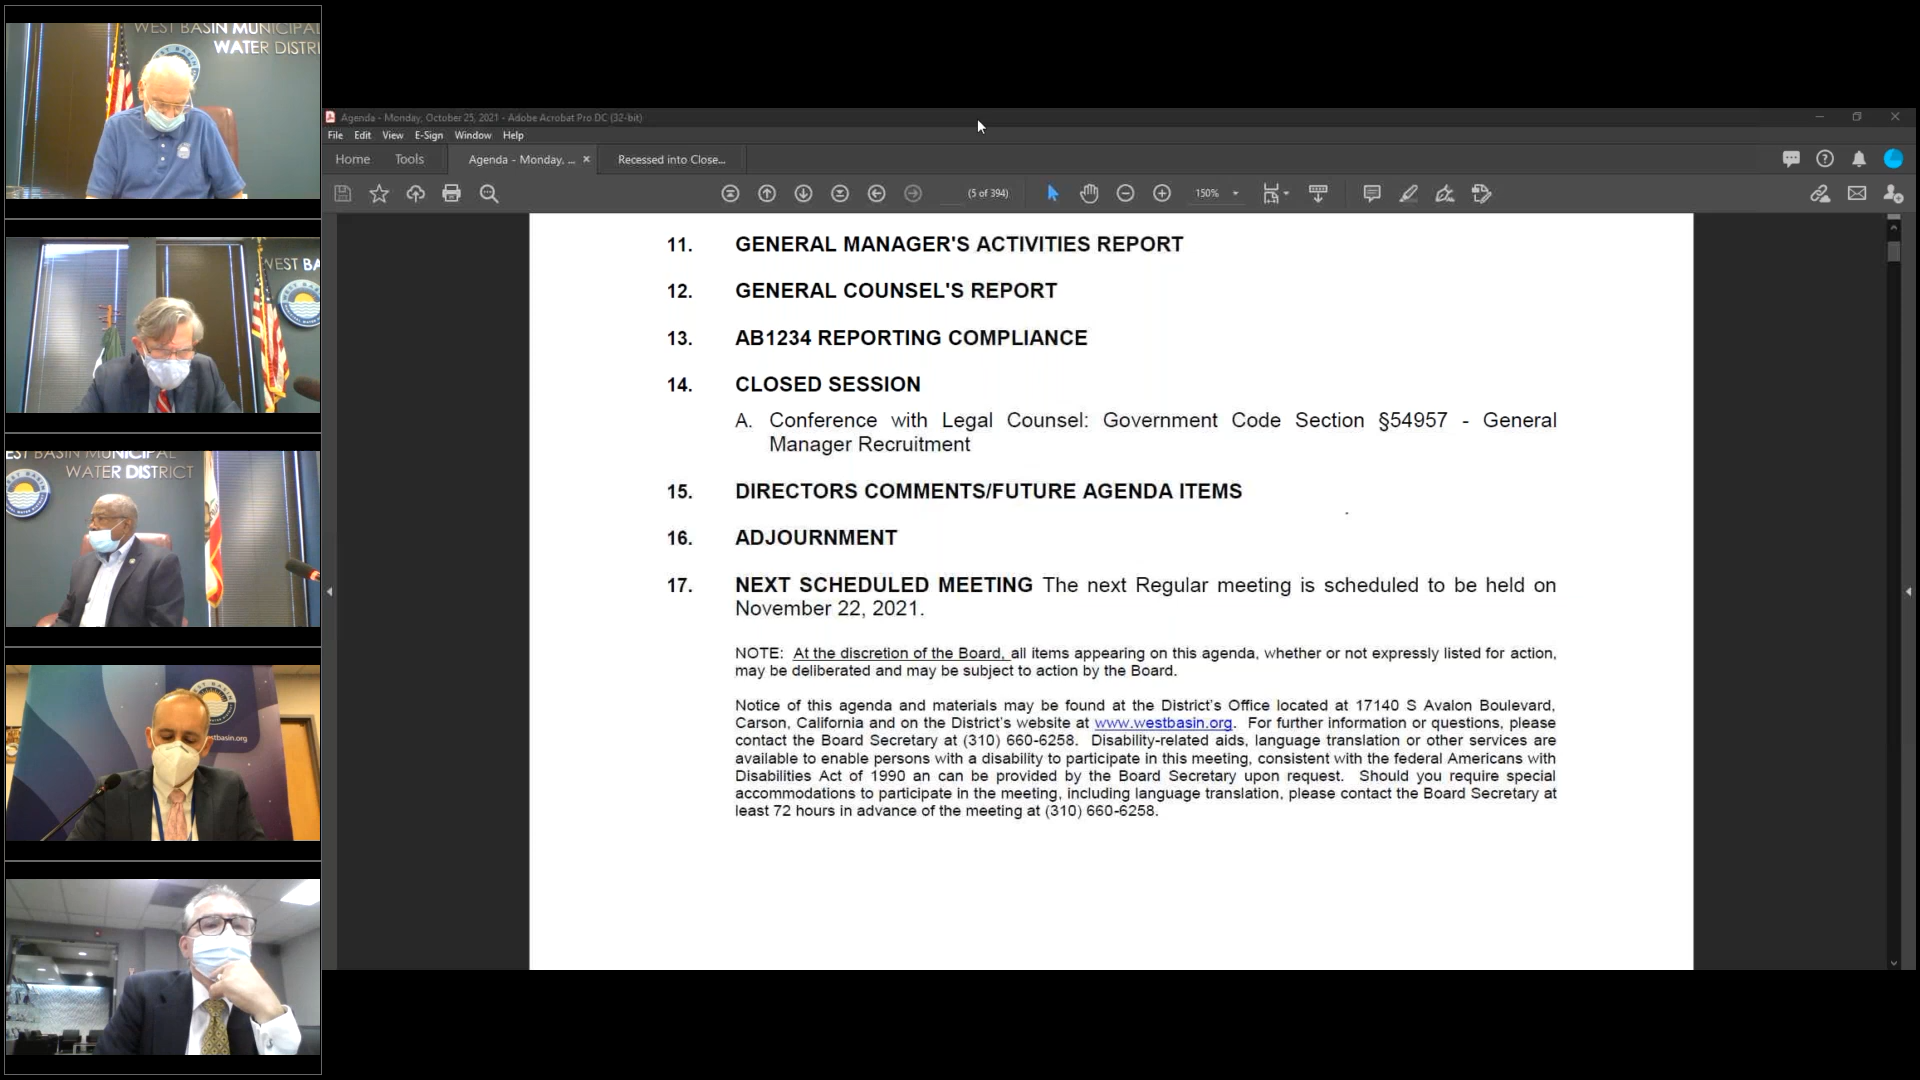 WEST BASIN MUNICIPAL
WATER DISTRI
WEST BA
EST BASIN MUNICIPAL
WATER DISTRICT
WEST BASIN
stbasin.org
Agenda - Monday, October 25, 2021 - Adobe Acrobat Pro DC (32-bit)
File Edit View E-Sign Window Help
Home Tools Agenda - Monday, ... × Recessed into Close...
(5 of 394) 150%
11. GENERAL MANAGER'S ACTIVITIES REPORT
12. GENERAL COUNSEL'S REPORT
13. AB1234 REPORTING COMPLIANCE
14. CLOSED SESSION
A. Conference with Legal Counsel: Government Code Section §54957 - General
Manager Recruitment
15. DIRECTORS COMMENTS/FUTURE AGENDA ITEMS
16. ADJOURNMENT
17. NEXT SCHEDULED MEETING The next Regular meeting is scheduled to be held on
November 22, 2021.
NOTE: At the discretion of the Board, all items appearing on this agenda, whether or not expressly listed for action,
may be deliberated and may be subject to action by the Board.
Notice of this agenda and materials may be found at the District's Office located at 17140 S Avalon Boulevard,
Carson, California and on the District's website at www.westbasin.org. For further information or questions, please
contact the Board Secretary at (310) 660-6258. Disability-related aids, language translation or other services are
available to enable persons with a disability to participate in this meeting, consistent with the federal Americans with
Disabilities Act of 1990 an can be provided by the Board Secretary upon request. Should you require special
accommodations to participate in the meeting, including language translation, please contact the Board Secretary at
least 72 hours in advance of the meeting at (310) 660-6258.